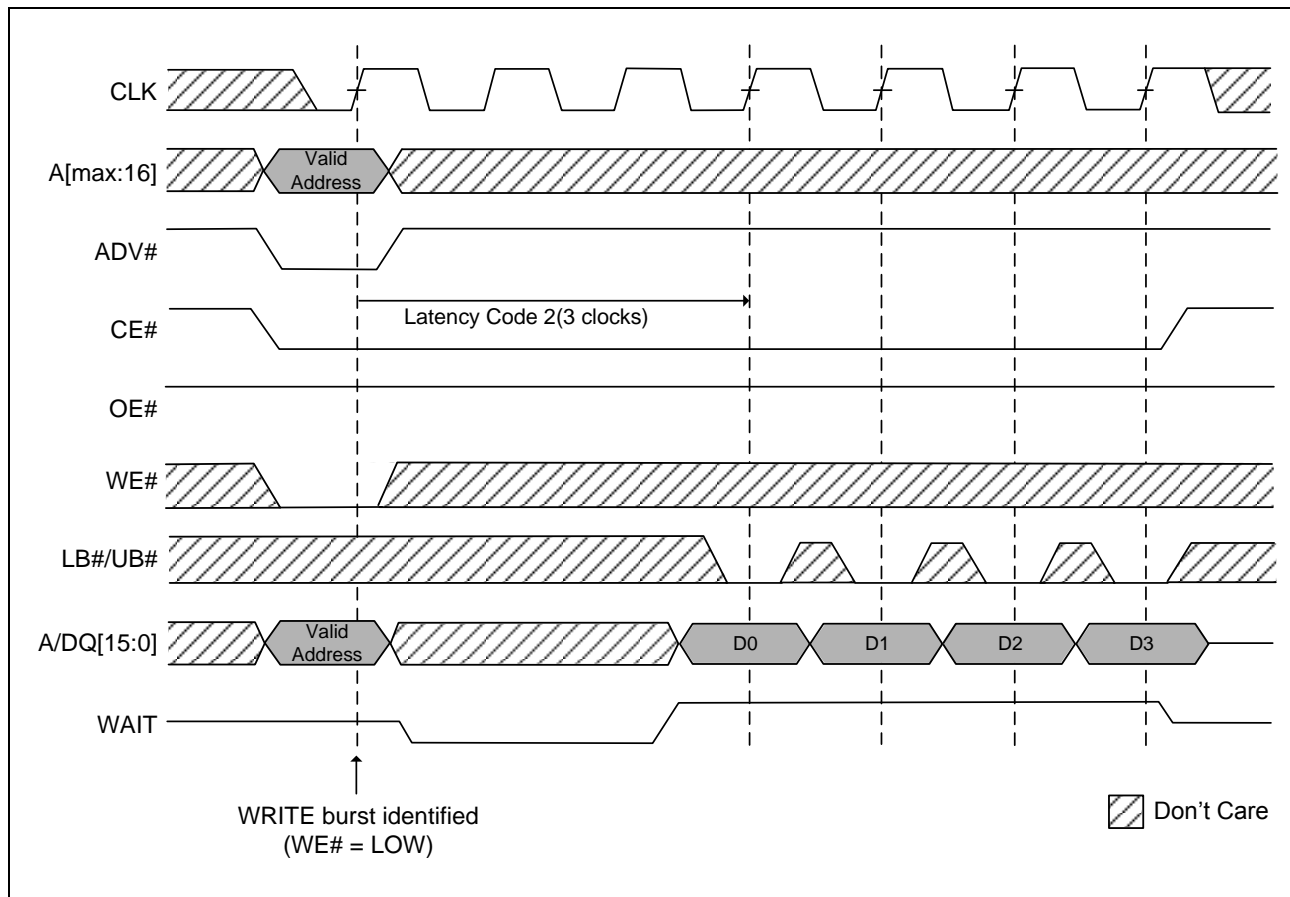 CLK
A[max:16]
Valid
Address
ADV#
Latency Code 2(3 clocks)
CE#
OE#
WE#
LB#/UB#
A/DQ[15:0]
Valid
Address
D0
D1
D2
D3
WAIT
WRITE burst identified
(WE# = LOW)
Don't Care